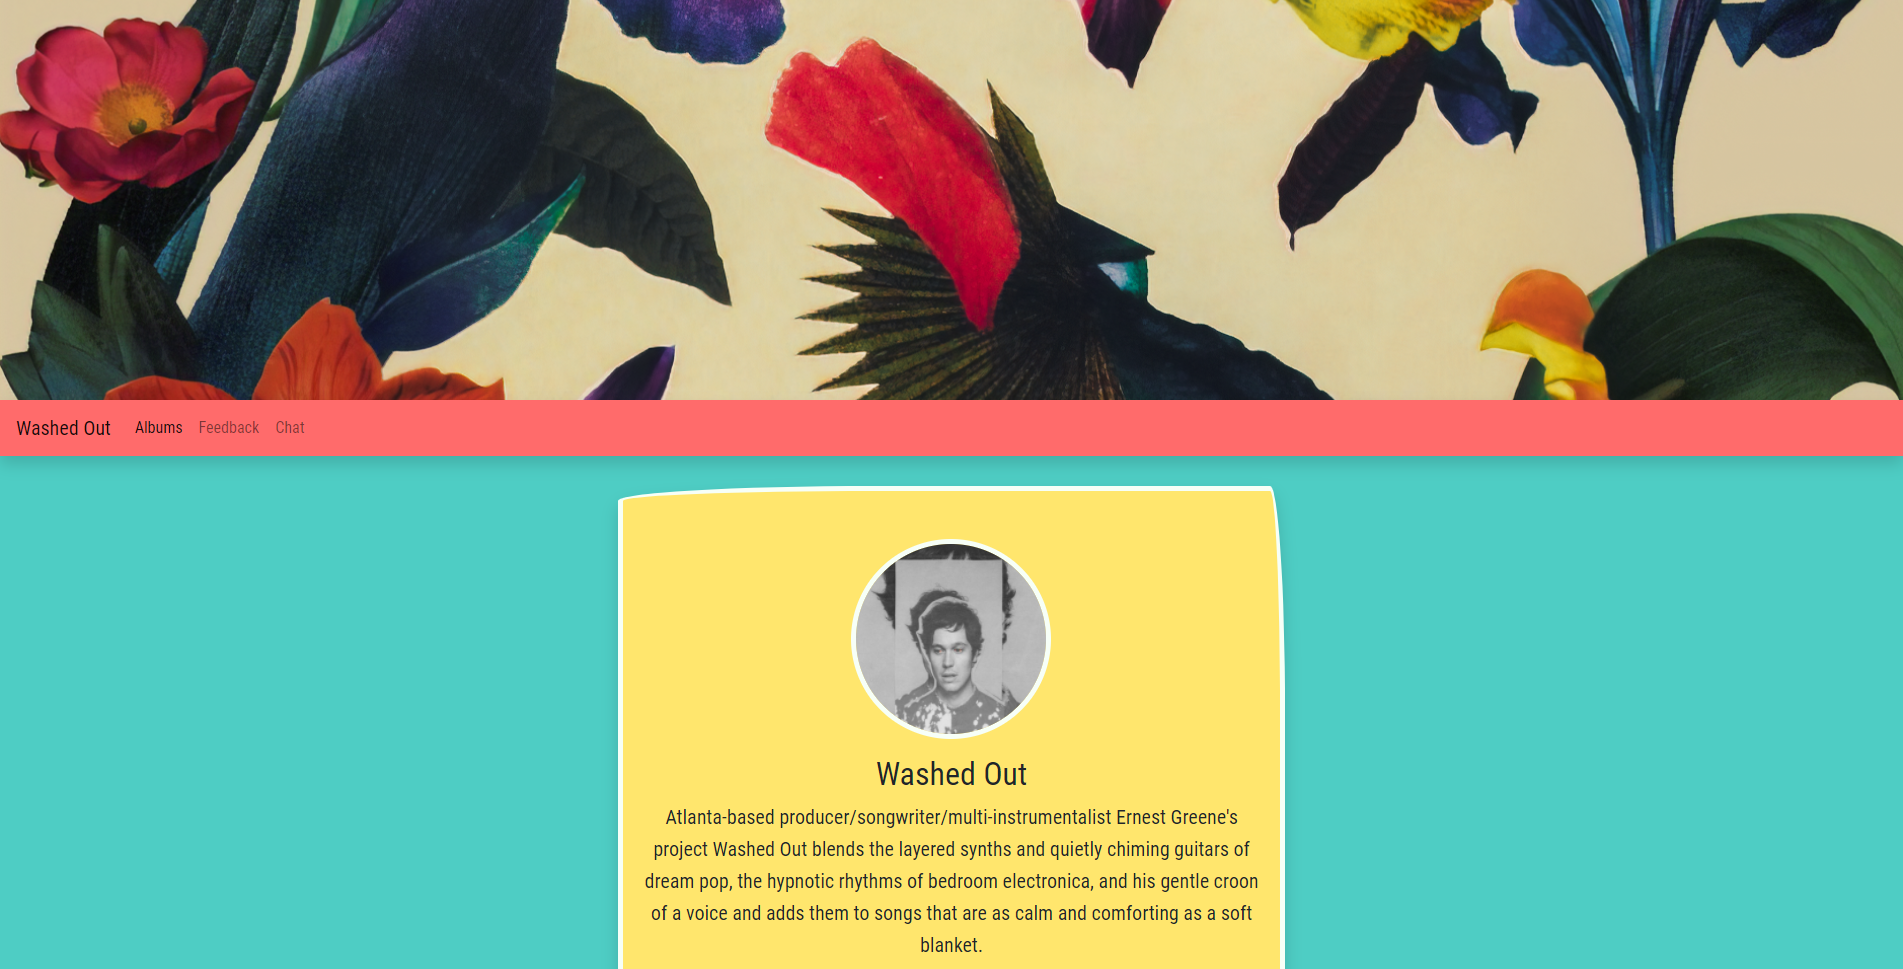 Washed Out Albums Feedback Chat
Washed Out
Atlanta-based producer/songwriter/multi-instrumentalist Ernest Greene's
project Washed Out blends the layered synths and quietly chiming guitars of
dream pop, the hypnotic rhythms of bedroom electronica, and his gentle croon
of a voice and adds them to songs that are as calm and comforting as a soft
blanket.